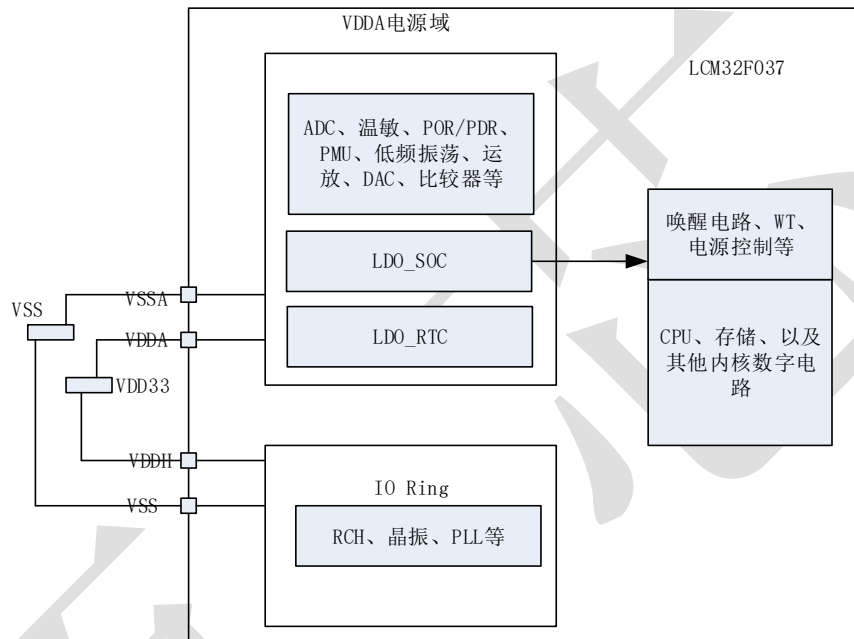 VDDA电源域
LCM32F037
ADC、温敏、POR/PDR、
PMU、低频振荡、运
放、DAC、比较器等
唤醒电路、WT、
电源控制等
LDO_SOC
VSSA
VSS
LDO_RTC
VDDA
CPU、存储、以及
其他内核数字电
路
VDD33
VDDH
IO Ring
VSS
RCH、晶振、PLL等